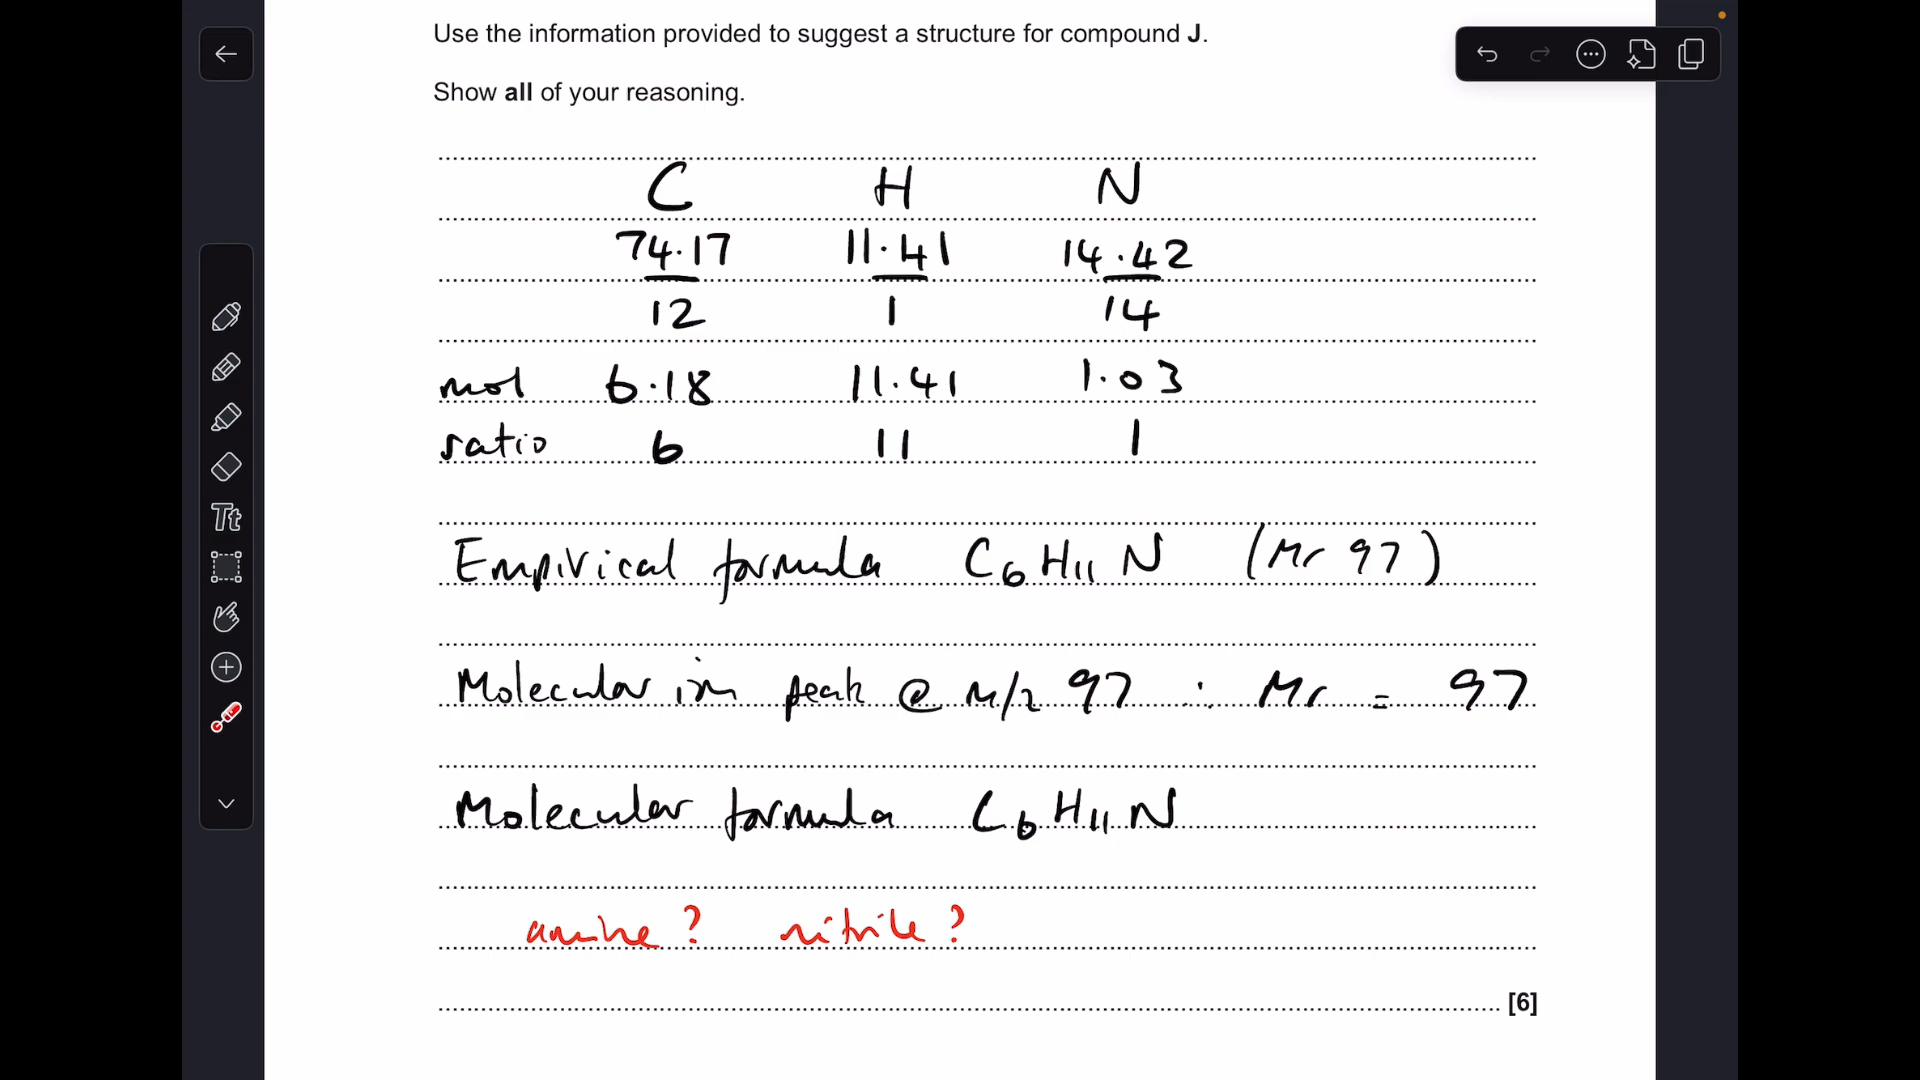 Use the information provided to suggest a structure for compound J.
Show all of your reasoning.
C H N
74.17 11.41 14.42
12 1 14
mol 6.18 11.41 1.03
ratio 6 11 1
Empirical formula C6H11N (Mr 97)
Molecular ion peak @ m/z 97 ∴ Mr = 97
Molecular formula C6H11N
amine? nitrile?
[6]
Tt